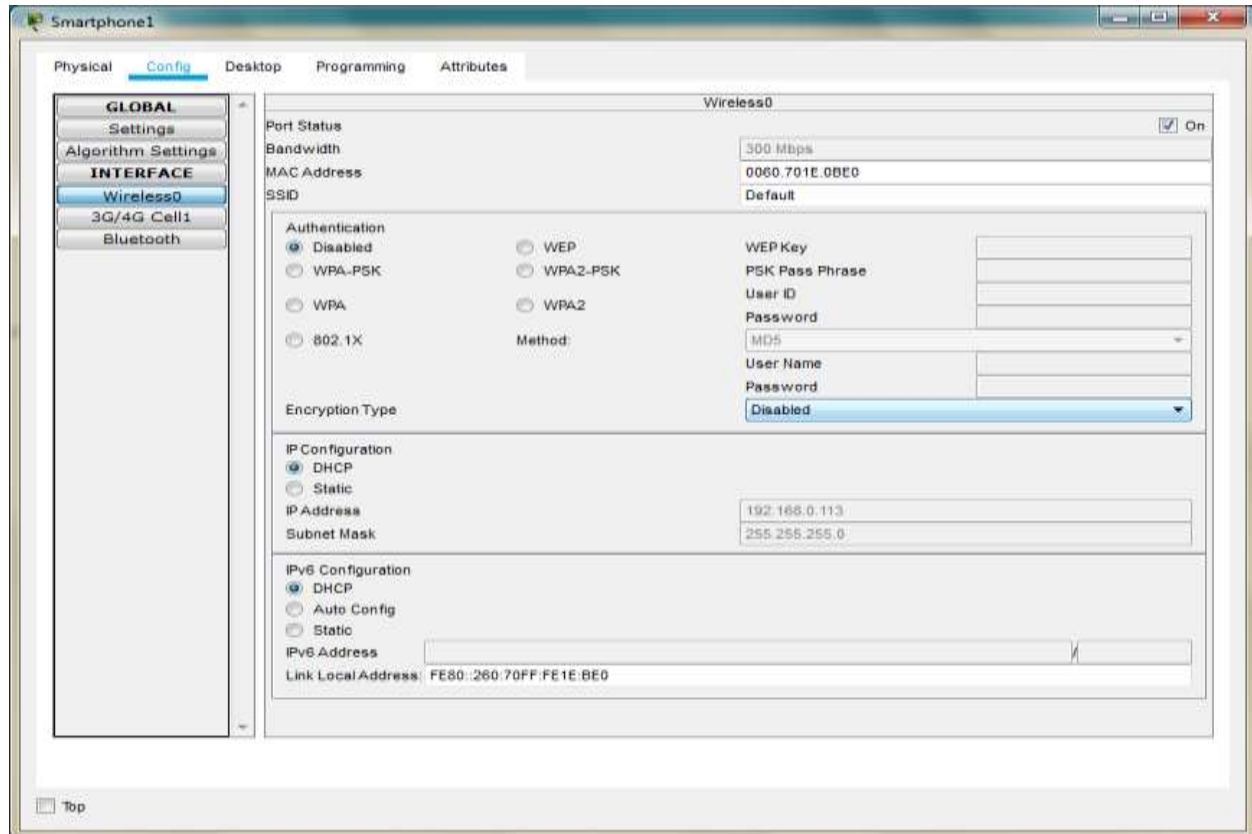 Smartphone1
Physical Config Desktop Programming Attributes
GLOBAL
Settings
Algorithm Settings
INTERFACE
Wireless0
3G/4G Cell1
Bluetooth
Wireless0
Port Status On
Bandwidth 300 Mbps
MAC Address 0060.701E.0BE0
SSID Default
Authentication
Disabled WEP WEP Key
WPA-PSK WPA2-PSK PSK Pass Phrase
User ID
WPA WPA2
Password
802.1X Method: MD5
User Name
Password
Encryption Type Disabled
IP Configuration
DHCP
Static
IP Address 192.168.0.113
Subnet Mask 255.255.255.0
IPv6 Configuration
DHCP
Auto Config
Static
IPv6 Address /
Link Local Address: FE80::260:70FF:FE1E:BE0
Top